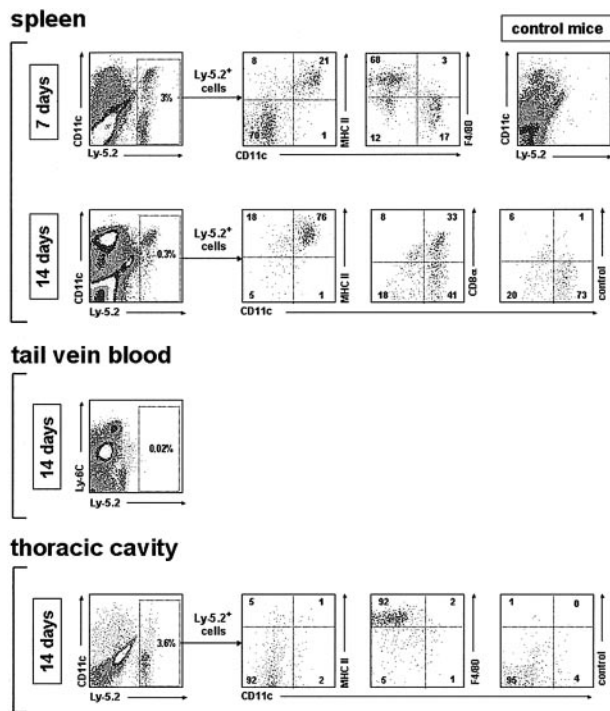 spleen
control mice
7 days
CD11c
Ly-5.2
3%
Ly-5.2+ cells
8 21
70 1
MHC II
CD11c
68 3
12 17
F4/80
CD11c
Ly-5.2
14 days
CD11c
Ly-5.2
0.3%
Ly-5.2+ cells
18 76
5 1
MHC II
CD11c
8 33
18 41
CD8α
6 1
20 73
control
tail vein blood
14 days
Ly-6C
Ly-5.2
0.02%
thoracic cavity
14 days
CD11c
Ly-5.2
3.6%
Ly-5.2+ cells
5 1
92 2
MHC II
CD11c
92 2
5 1
F4/80
1 0
95 4
control